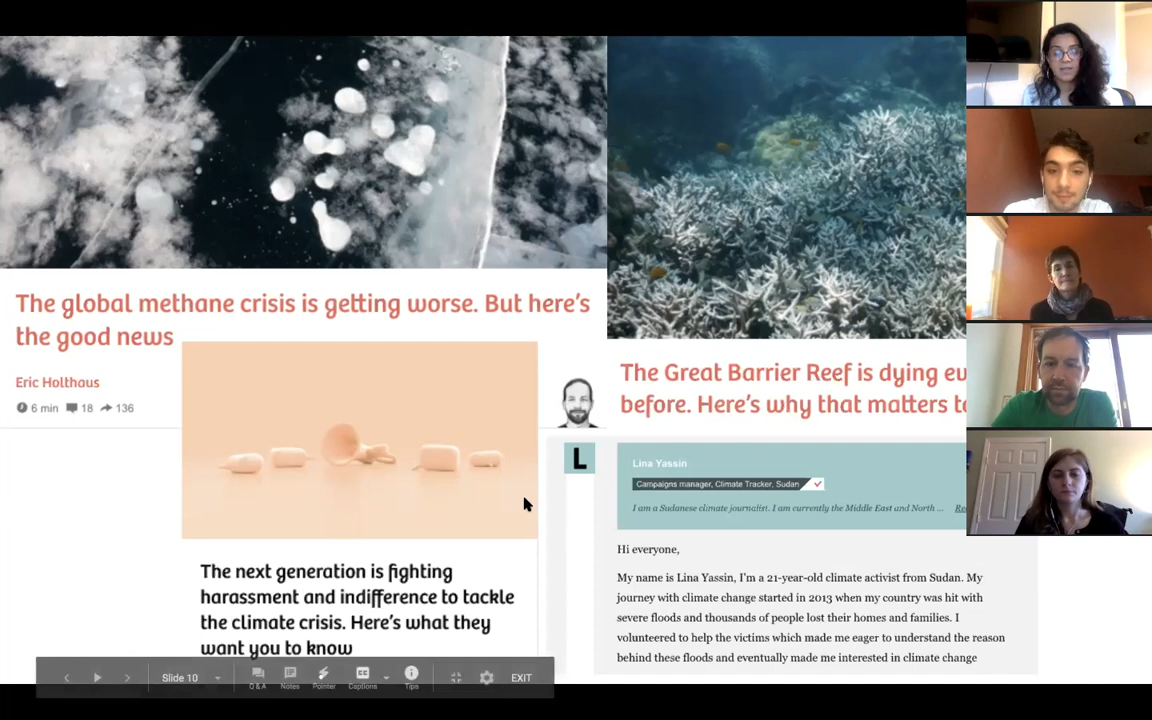 The global methane crisis is getting worse. But here's
the good news
Eric Holthaus
6 min 18 136
The next generation is fighting
harassment and indifference to tackle
the climate crisis. Here's what they
want you to know
The Great Barrier Reef is dying
before. Here's why that matters
L
Lina Yassin
Campaigns manager, Climate Tracker, Sudan
I am a Sudanese climate journalist. I am currently the Middle East and North ...
Hi everyone,
My name is Lina Yassin, I'm a 21-year-old climate activist from Sudan. My
journey with climate change started in 2013 when my country was hit with
severe floods and thousands of people lost their homes and families. I
volunteered to help the victims which made me eager to understand the reason
behind these floods and eventually made me interested in climate change
Slide 10
Q & A Notes Pointer Captions Tips
EXIT